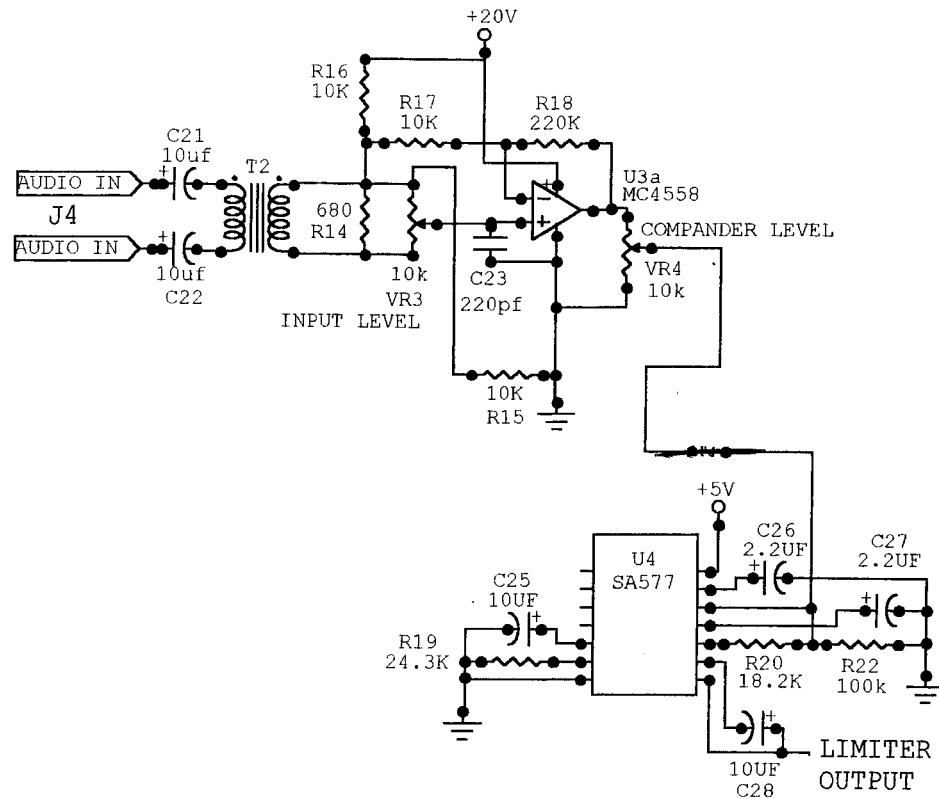 +20V
R16
10K
R17
10K
R18
220K
C21
10uf
T2
U3a
MC4558
AUDIO IN
J4
680
R14
COMPANDER LEVEL
AUDIO IN
10uf
C22
10k
VR3
INPUT LEVEL
C23
220pf
VR4
10k
10K
R15
+5V
C26
2.2UF
C27
2.2UF
U4
SA577
C25
10UF
R19
24.3K
R20
18.2K
R22
100k
10UF
C28
LIMITER
OUTPUT